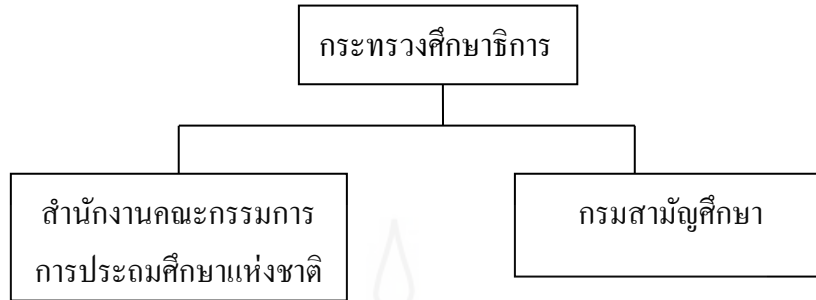 กระทรวงศึกษาธิการ
สำนักงานคณะกรรมการ
การประถมศึกษาแห่งชาติ
กรมสามัญศึกษา